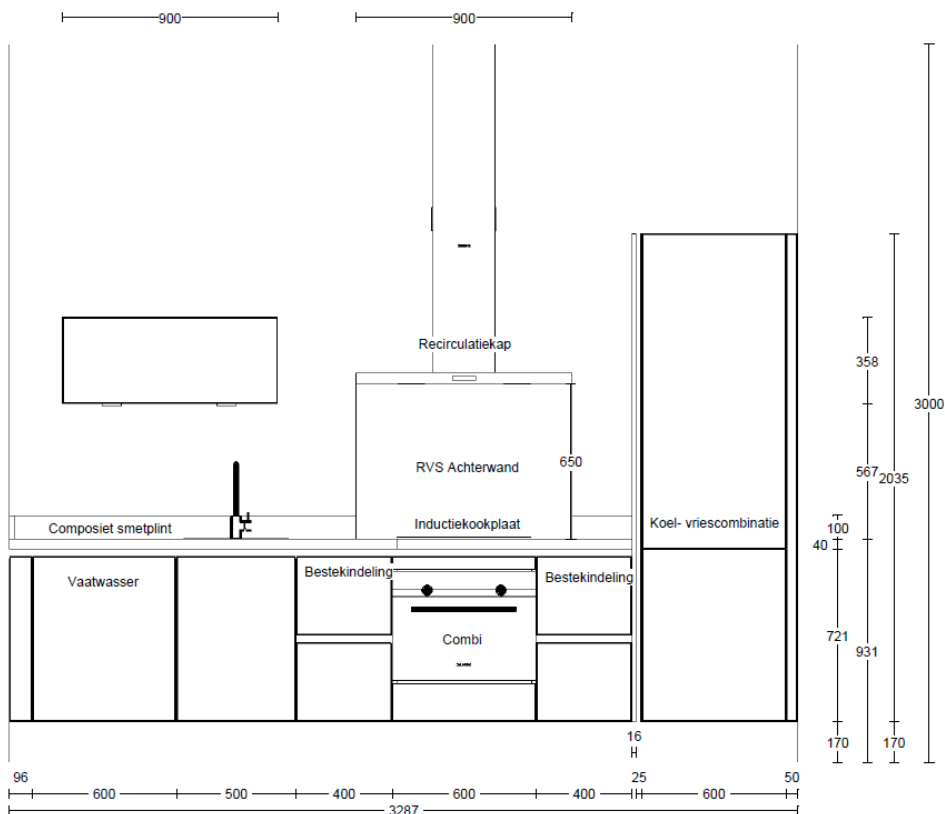 900
900
Recirculatiekap
358
3000
RVS Achterwand
650
567
2035
Composiet smetplint
Inductiekookplaat
Koel- vriescombinatie
100
40
Vaatwasser
Bestekindeling
Bestekindeling
Combi
721
931
16
170
170
96
25
50
600
500
400
600
400
600
3287